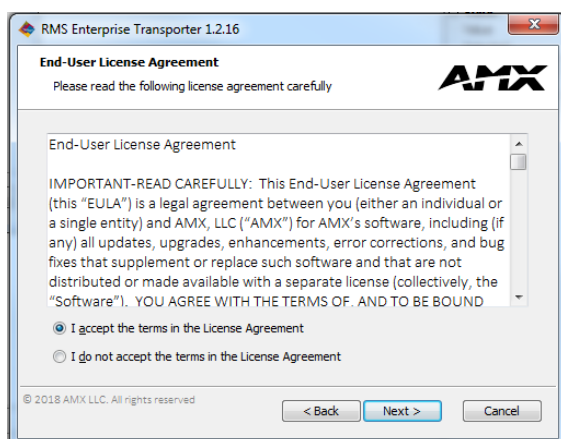 RMS Enterprise Transporter 1.2.16
End-User License Agreement
Please read the following license agreement carefully
AMX
End-User License Agreement
IMPORTANT-READ CAREFULLY: This End-User License Agreement
(this “EULA”) is a legal agreement between you (either an individual or
a single entity) and AMX, LLC (“AMX”) for AMX’s software, including (if
any) all updates, upgrades, enhancements, error corrections, and bug
fixes that supplement or replace such software and that are not
distributed or made available with a separate license (collectively, the
“Software”). YOU AGREE WITH THE TERMS OF, AND TO BE BOUND
I accept the terms in the License Agreement
I do not accept the terms in the License Agreement
© 2018 AMX LLC. All rights reserved
< Back
Next >
Cancel